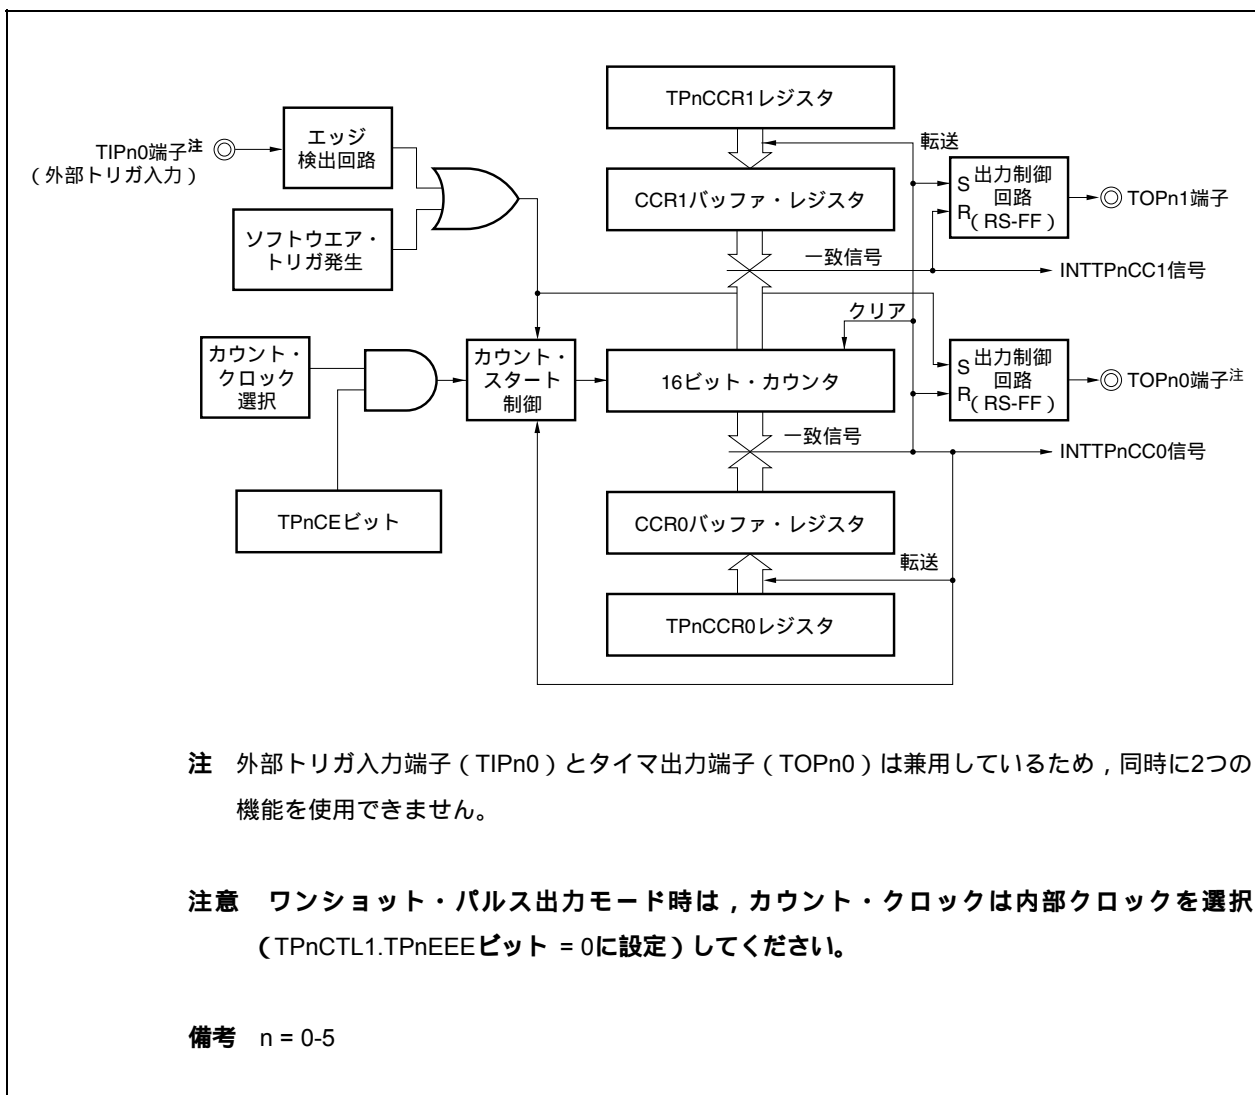 TPnCCR1レジスタ
転送
TIPn0端子注
（外部トリガ入力）
エッジ
検出回路
CCR1バッファ・レジスタ
S
R
出力制御
回路
（RS-FF）
TOPn1端子
ソフトウエア・
トリガ発生
一致信号
INTTPnCC1信号
クリア
カウント・
クロック
選択
カウント・
スタート
制御
16ビット・カウンタ
S
R
出力制御
回路
（RS-FF）
TOPn0端子注
一致信号
INTTPnCC0信号
TPnCEビット
CCR0バッファ・レジスタ
転送
TPnCCR0レジスタ
注　外部トリガ入力端子（TIPn0）とタイマ出力端子（TOPn0）は兼用しているため，同時に2つの
機能を使用できません。
注意　ワンショット・パルス出力モード時は，カウント・クロックは内部クロックを選択
（TPnCTL1.TPnEEEビット = 0に設定）してください。
備考　n = 0-5